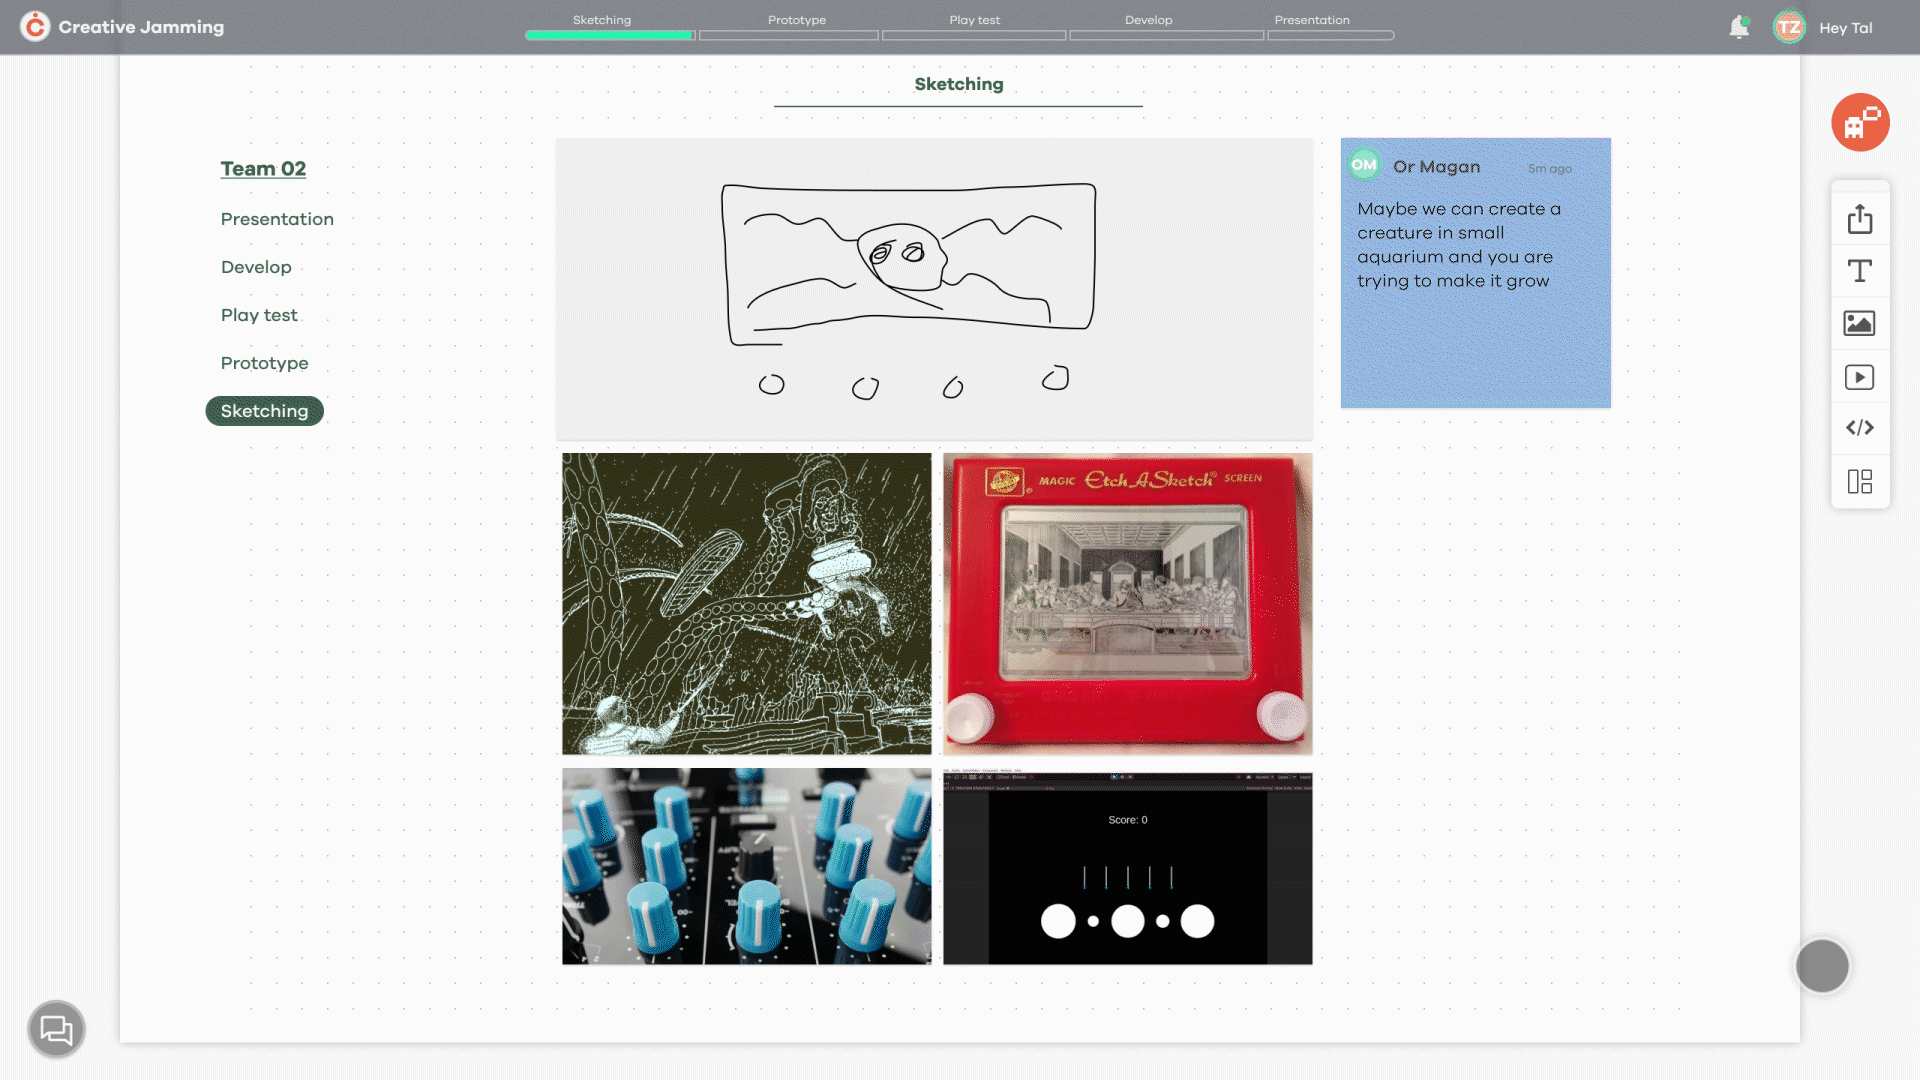 Creative Jamming
Sketching
Prototype
Play test
Develop
Presentation
TZ
Hey Tal
Sketching
Team 02
Presentation
Develop
Play test
Prototype
Sketching
OM
Or Magan
5m ago
Maybe we can create a
creature in small
aquarium and you are
trying to make it grow
MAGIC Etch A Sketch® SCREEN
Score: 0